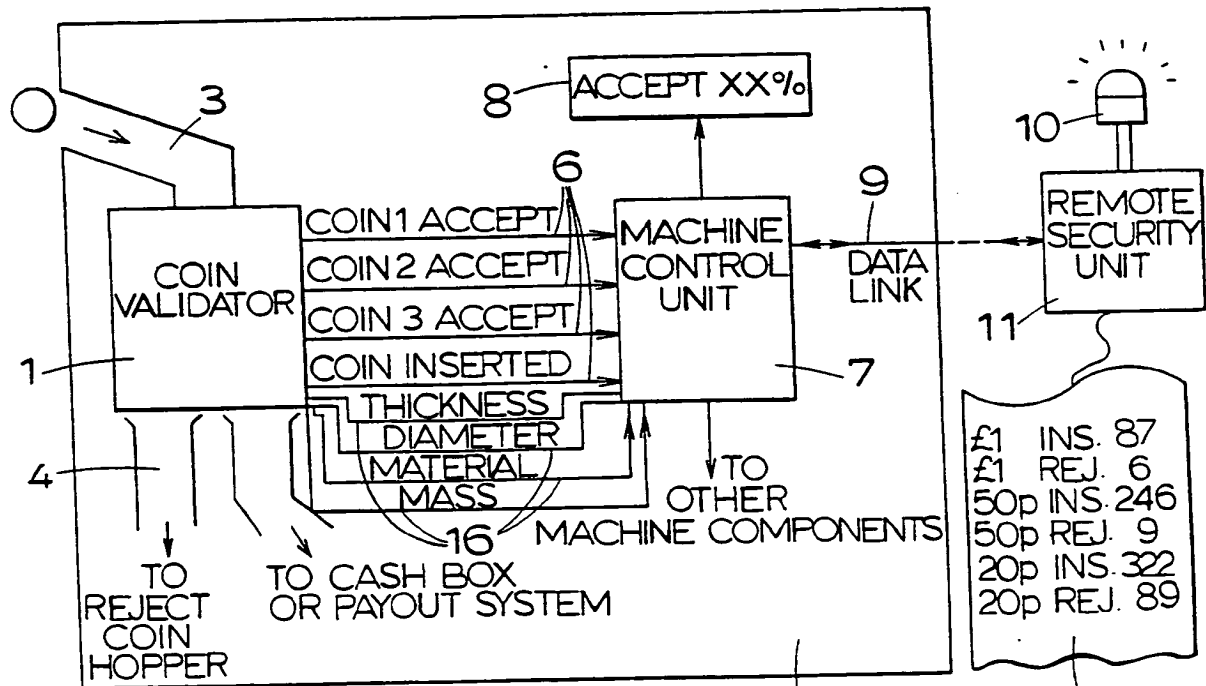 3
8
ACCEPT XX%
10
6
9
COIN 1 ACCEPT
COIN 2 ACCEPT
COIN 3 ACCEPT
COIN INSERTED
THICKNESS
DIAMETER
MATERIAL
MASS
16
COIN
VALIDATOR
1
MACHINE
CONTROL
UNIT
7
DATA
LINK
REMOTE
SECURITY
UNIT
11
4
TO
REJECT
COIN
HOPPER
TO CASH BOX
OR PAYOUT SYSTEM
TO
OTHER
MACHINE COMPONENTS
£1 INS. 87
£1 REJ. 6
50p INS. 246
50p REJ. 9
20p INS. 322
20p REJ. 89